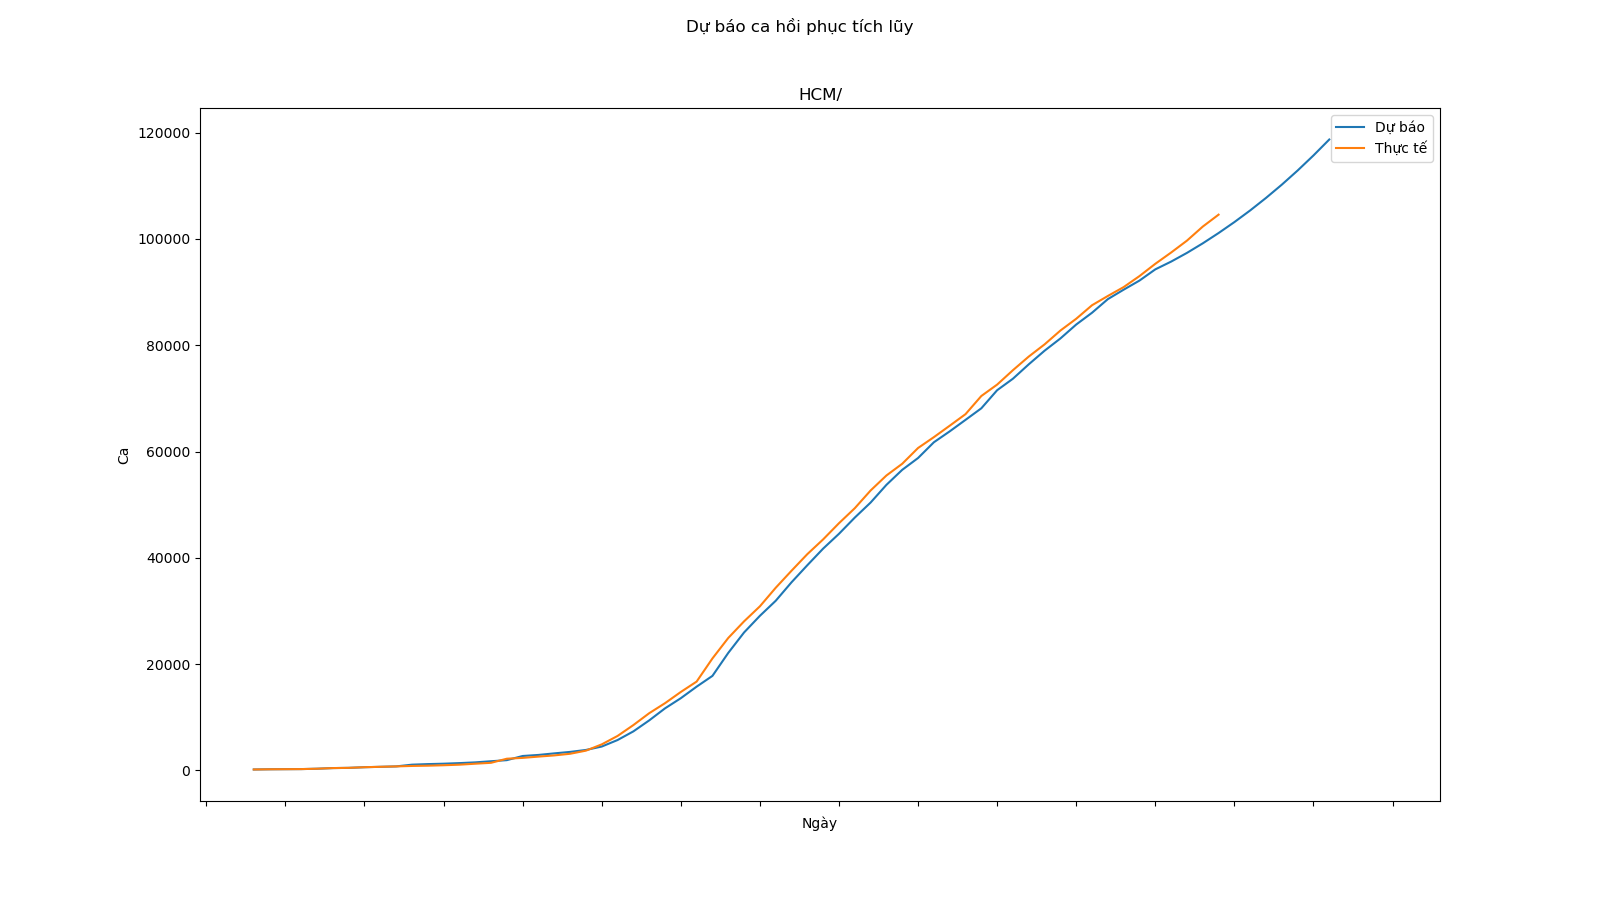 Dự báo ca hồi phục tích lũy
HCM/
Dự báo
Thực tế
120000
100000
80000
60000
40000
20000
0
Ca
Ngày